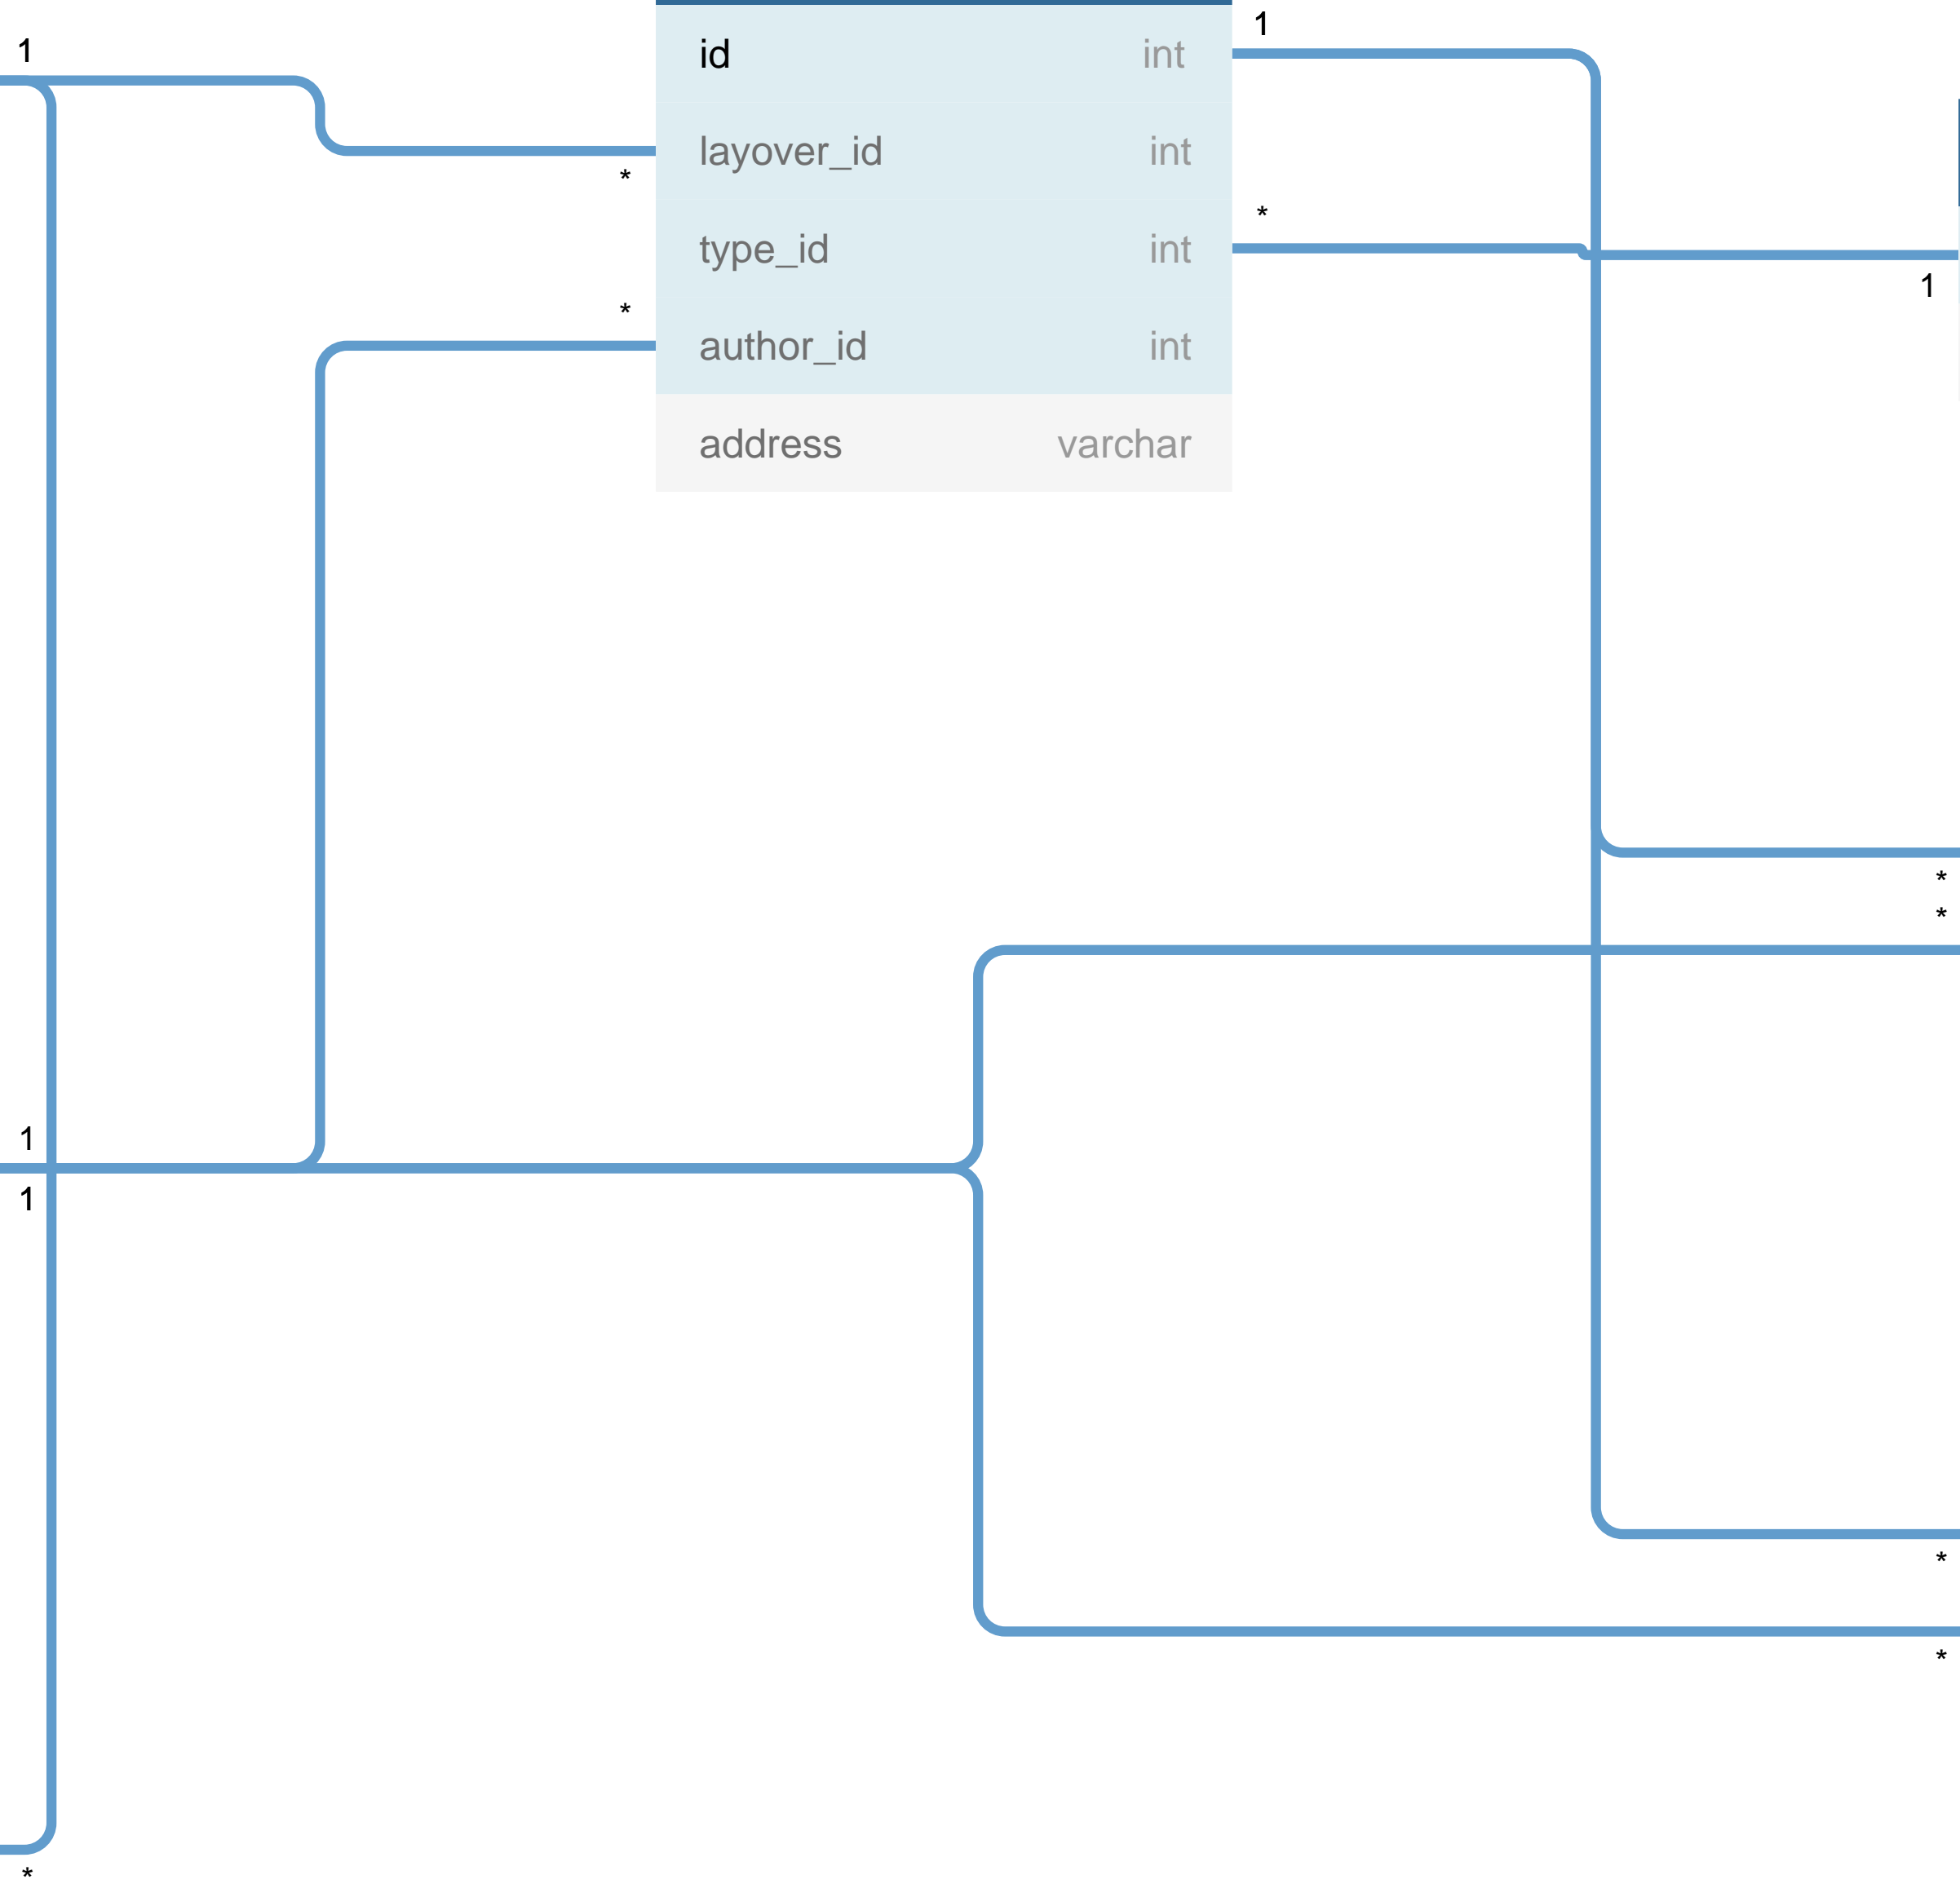 1
1
id int
layover_id int
*
*
type_id int
1
*
author_id int
address varchar
*
*
1
1
*
*
*